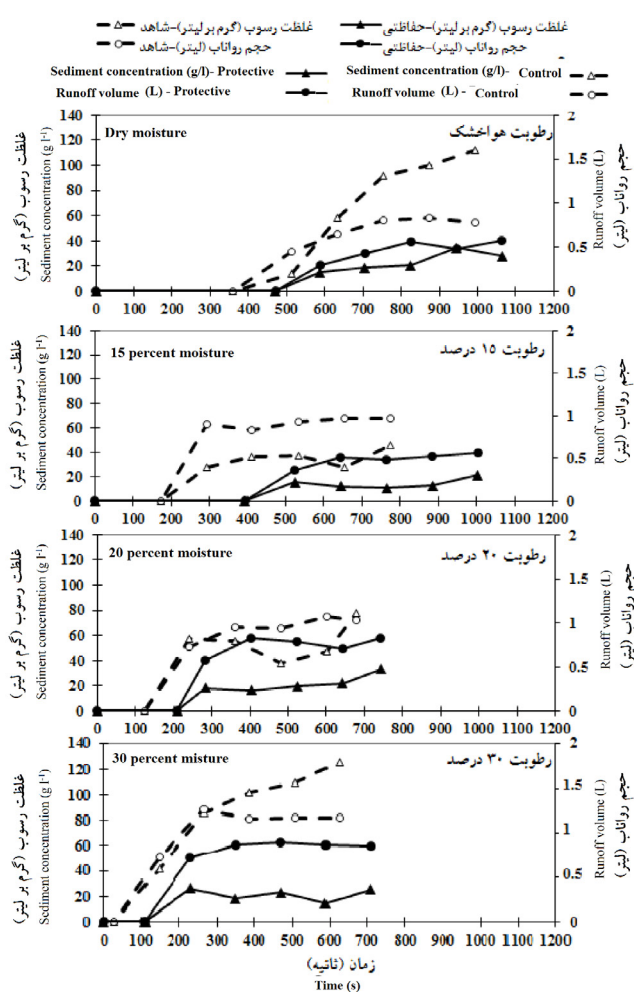 غلظت رسوب (گرم بر لیتر)-شاهد
غلظت رسوب (گرم بر لیتر)-حفاظتی
حجم رواناب (لیتر)-شاهد
حجم رواناب (لیتر)-حفاظتی
Sediment concentration (g/l)- Protective
Sediment concentration (g/l)- Control
Runoff volume (L) - Protective
Runoff volume (L) - Control
Dry moisture
رطوبت هواخشک
غلظت رسوب (گرم بر لیتر)
Sediment concentration (g l-1)
140
120
100
80
60
40
20
0
2
1.5
1
0.5
0
Runoff volume (L)
حجم رواناب (لیتر)
0 100 200 300 400 500 600 700 800 900 1000 1100 1200
15 percent moisture
رطوبت ۱۵ درصد
غلظت رسوب (گرم بر لیتر)
Sediment concentration (g l-1)
140
120
100
80
60
40
20
0
2
1.5
1
0.5
0
Runoff volume (L)
حجم رواناب (لیتر)
0 100 200 300 400 500 600 700 800 900 1000 1100 1200
20 percent moisture
رطوبت ۲۰ درصد
غلظت رسوب (گرم بر لیتر)
Sediment concentration (g l-1)
140
120
100
80
60
40
20
0
2
1.5
1
0.5
0
Runoff volume (L)
حجم رواناب (لیتر)
0 100 200 300 400 500 600 700 800 900 1000 1100 1200
30 percent misture
رطوبت ۳۰ درصد
غلظت رسوب (گرم بر لیتر)
Sediment concentration (g l-1)
140
120
100
80
60
40
20
0
2
1.5
1
0.5
0
Runoff volume (L)
حجم رواناب (لیتر)
0 100 200 300 400 500 600 700 800 900 1000 1100 1200
زمان (ثانیه)
Time (s)